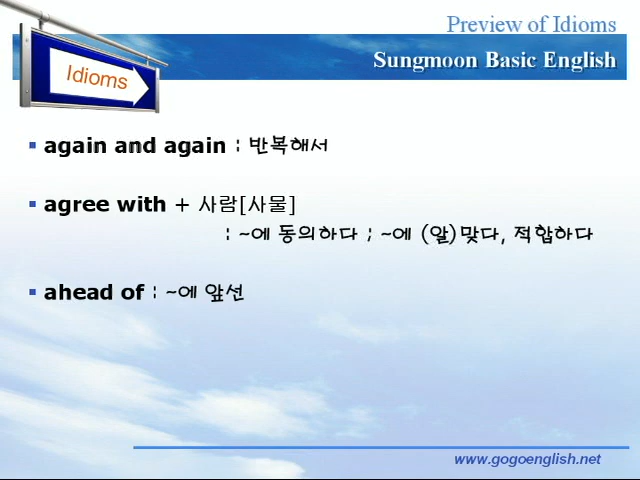 Preview of Idioms
Sungmoon Basic English
Idioms
▪ again and again : 반복해서
▪ agree with + 사람[사물]
: ~에 동의하다 ; ~에 (알)맞다, 적합하다
▪ ahead of : ~에 앞선
www.gogoenglish.net